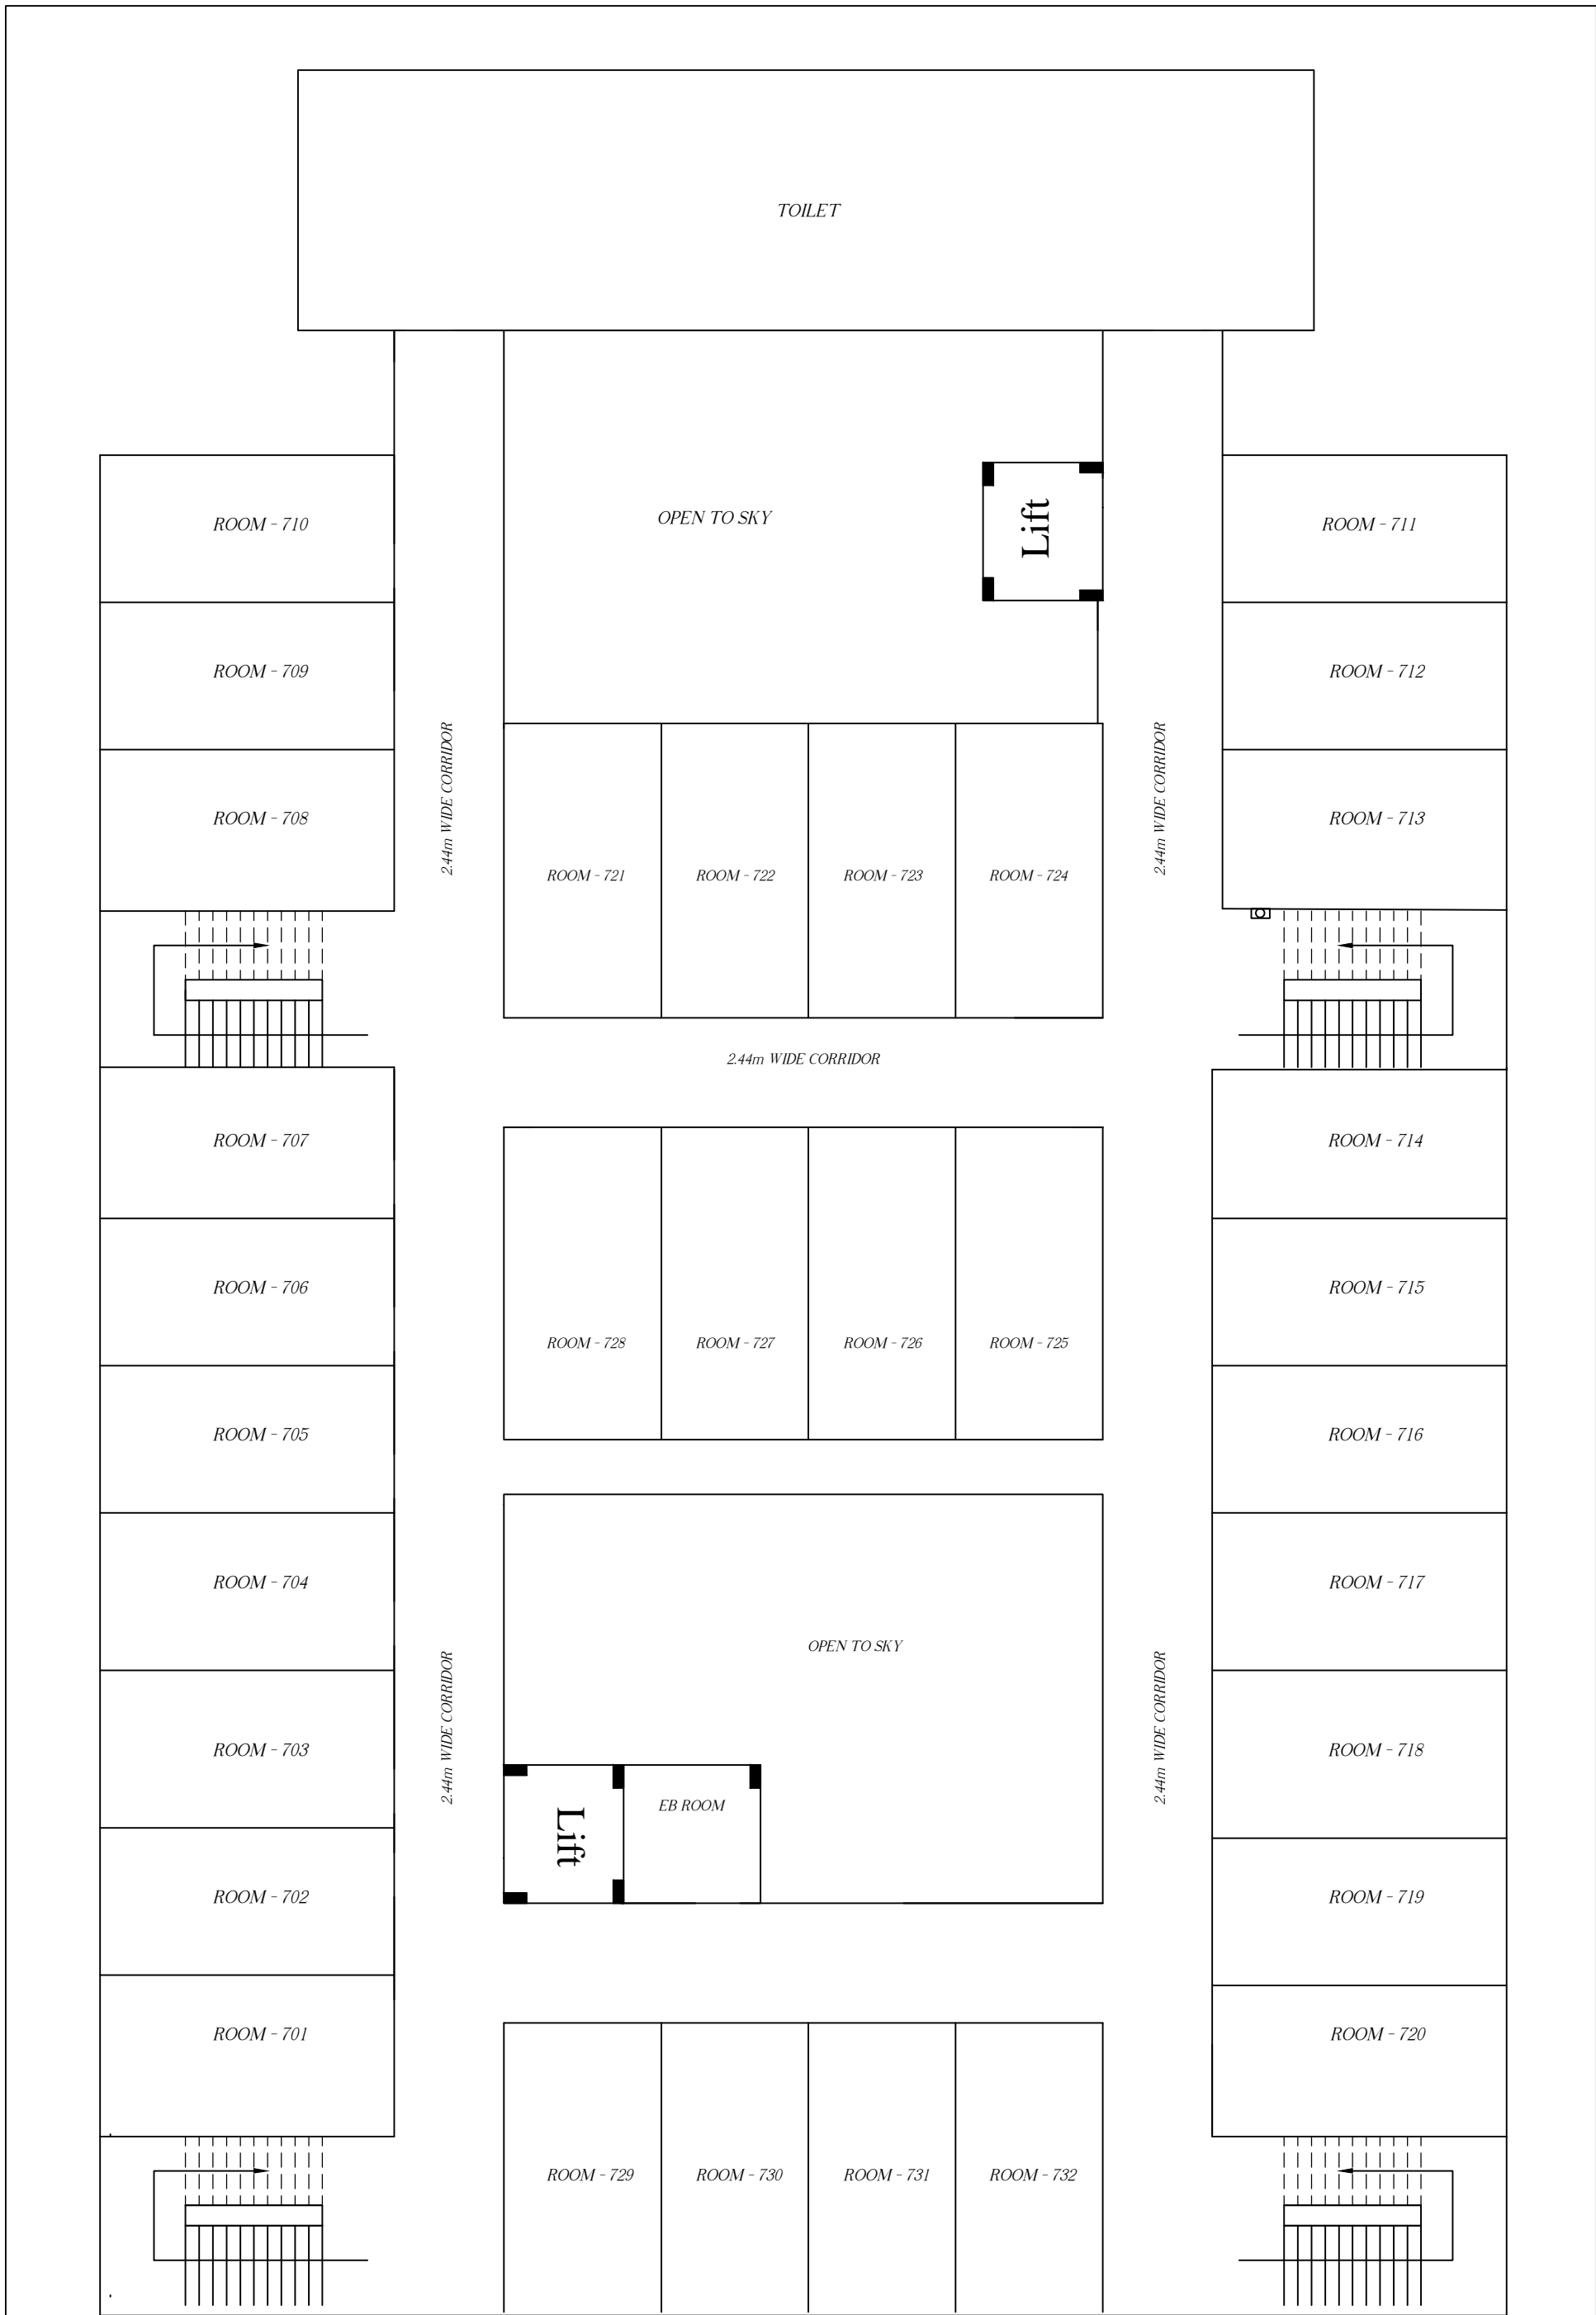 TOILET
OPEN TO SKY
Lift
ROOM - 710
ROOM - 711
ROOM - 709
ROOM - 712
2.44m WIDE CORRIDOR
2.44m WIDE CORRIDOR
ROOM - 708
ROOM - 713
ROOM - 721
ROOM - 722
ROOM - 723
ROOM - 724
2.44m WIDE CORRIDOR
ROOM - 707
ROOM - 714
ROOM - 706
ROOM - 715
ROOM - 728
ROOM - 727
ROOM - 726
ROOM - 725
ROOM - 705
ROOM - 716
ROOM - 704
ROOM - 717
OPEN TO SKY
2.44m WIDE CORRIDOR
2.44m WIDE CORRIDOR
ROOM - 703
ROOM - 718
EB ROOM
Lift
ROOM - 702
ROOM - 719
ROOM - 701
ROOM - 720
ROOM - 729
ROOM - 730
ROOM - 731
ROOM - 732